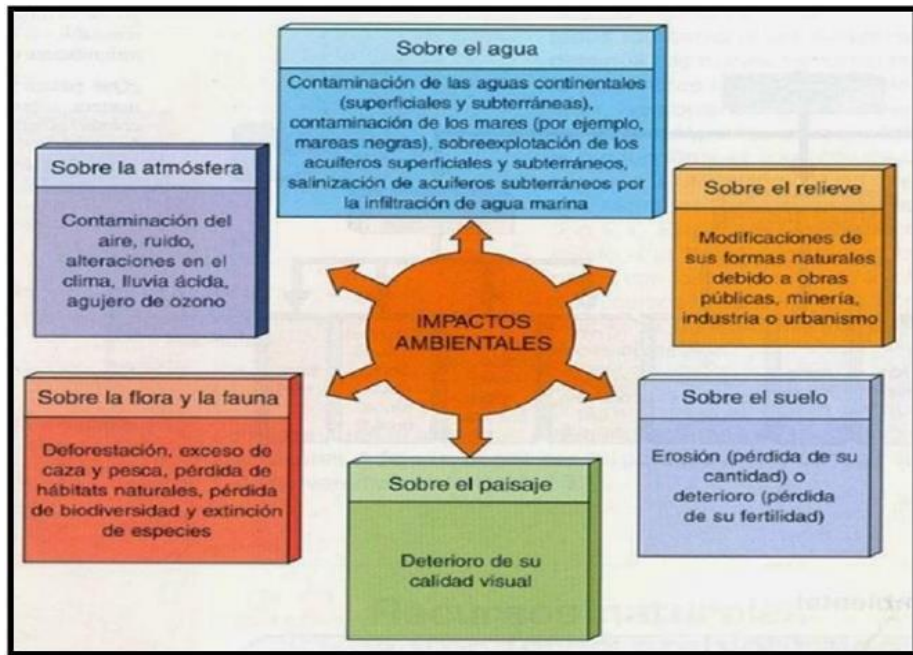 Sobre el agua
Contaminación de las aguas continentales
(superficiales y subterráneas),
contaminación de los mares (por ejemplo,
mareas negras), sobreexplotación de los
acuíferos superficiales y subterráneos,
salinización de acuíferos subterráneos por
la infiltración de agua marina
Sobre la atmósfera
Contaminación del
aire, ruido,
alteraciones en el
clima, lluvia ácida,
agujero de ozono
Sobre el relieve
Modificaciones de
sus formas naturales
debido a obras
públicas, minería,
industria o urbanismo
IMPACTOS
AMBIENTALES
Sobre la flora y la fauna
Deforestación, exceso de
caza y pesca, pérdida de
hábitats naturales, pérdida
de biodiversidad y extinción
de especies
Sobre el paisaje
Deterioro de su
calidad visual
Sobre el suelo
Erosión (pérdida de su
cantidad) o
deterioro (pérdida
de su fertilidad)